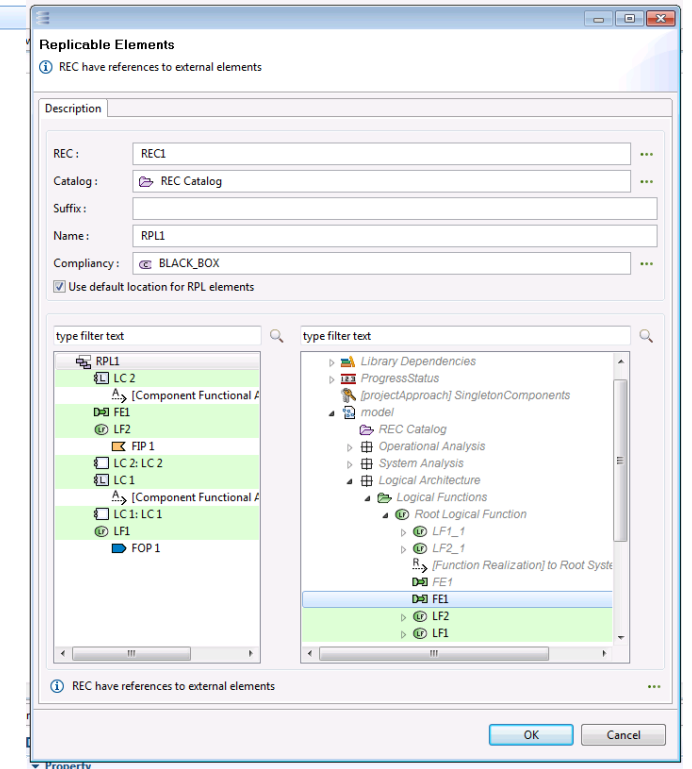 Replicable Elements
REC have references to external elements
Description
REC : REC1
Catalog : REC Catalog
Suffix :
Name : RPL1
Compliancy : BLACK_BOX
Use default location for RPL elements
type filter text
RPL1
LC 2
[Component Functional A
FE1
LF2
FIP 1
LC 2: LC 2
LC 1
[Component Functional A
LC 1: LC 1
LF1
FOP 1
type filter text
Library Dependencies
ProgressStatus
[projectApproach] SingletonComponents
model
REC Catalog
Operational Analysis
System Analysis
Logical Architecture
Logical Functions
Root Logical Function
LF1_1
LF2_1
[Function Realization] to Root Syste
FE1
FE1
LF2
LF1
REC have references to external elements
OK
Cancel
Property